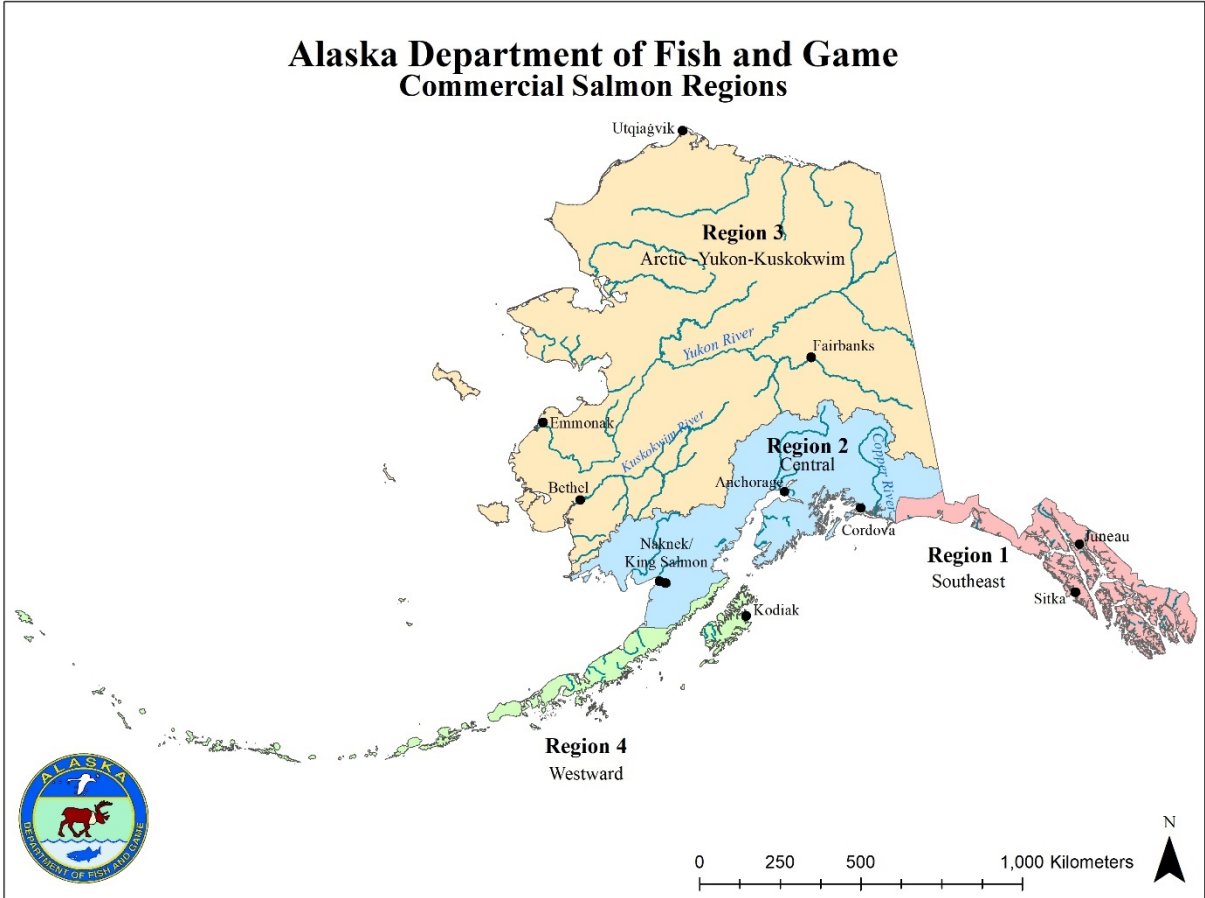 Alaska Department of Fish and Game
Commercial Salmon Regions
Utqiaġvik
Region 3
Arctic -Yukon-Kuskokwim
Yukon River
Fairbanks
Emmonak
Kuskokwim River
Region 2
Central
Copper River
Anchorage
Bethel
Cordova
Naknek/
King Salmon
Juneau
Region 1
Southeast
Sitka
Kodiak
Region 4
Westward
ALASKA
DEPARTMENT OF FISH AND GAME
N
0 250 500 1,000 Kilometers